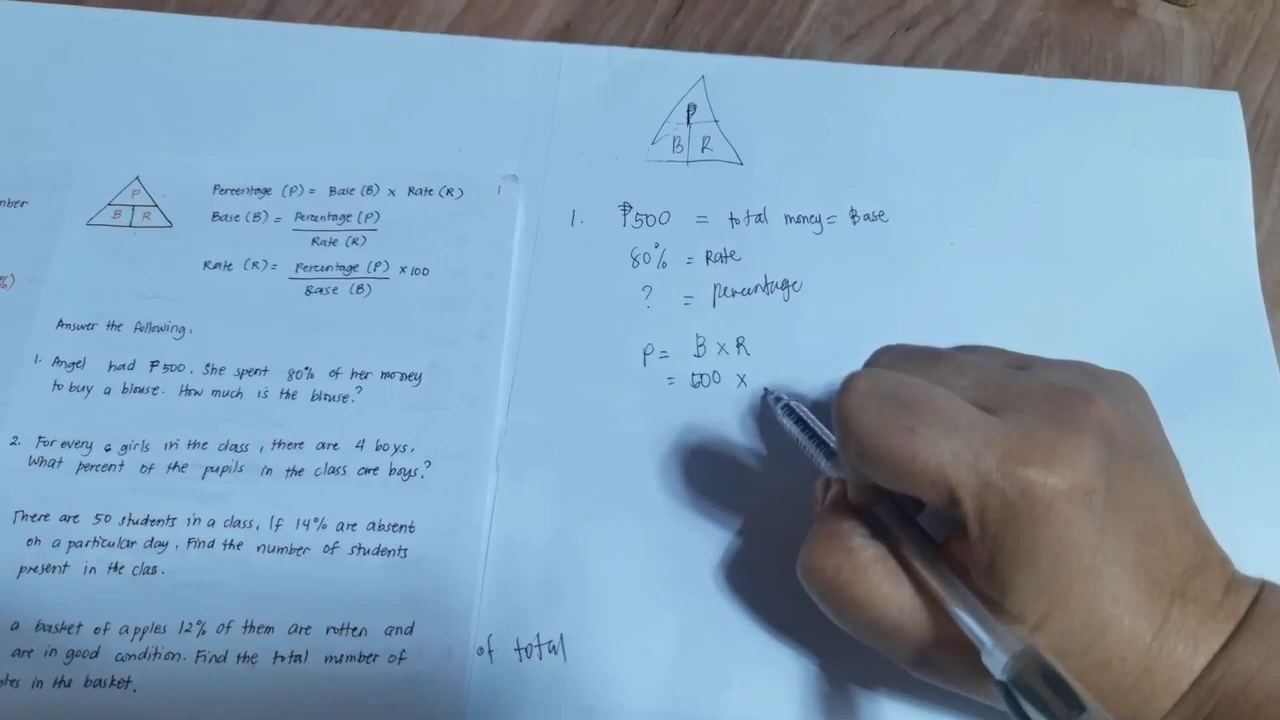 mber
%)
P
B R
Percentage (P) = Base (B) x Rate (R)
1
Base (B) = Percentage (P)
Rate (R)
Rate (R) = Percentage (P) x 100
Base (B)
Answer the following.
1. Angel had ₱500. She spent 80% of her money
to buy a blouse. How much is the blouse?
2. For every 6 girls in the class, there are 4 boys.
What percent of the pupils in the class are boys?
There are 50 students in a class, If 14% are absent
on a particular day, Find the number of students
present in the clas.
a basket of apples 12% of them are rotten and
are in good condition. Find the total number of
les in the basket.
of total
P
B R
1. ₱500 = total money = Base
80% = Rate
? = percentage
P = B x R
= 500 x